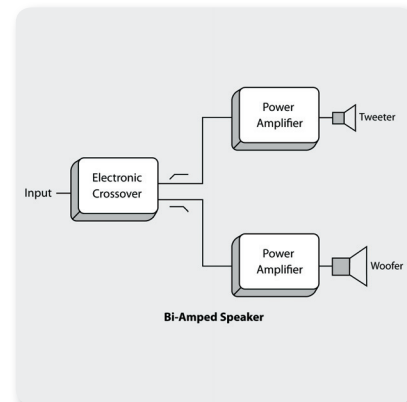 Power
Amplifier
Tweeter
Electronic
Crossover
Input
Power
Amplifier
Woofer
Bi-Amped Speaker